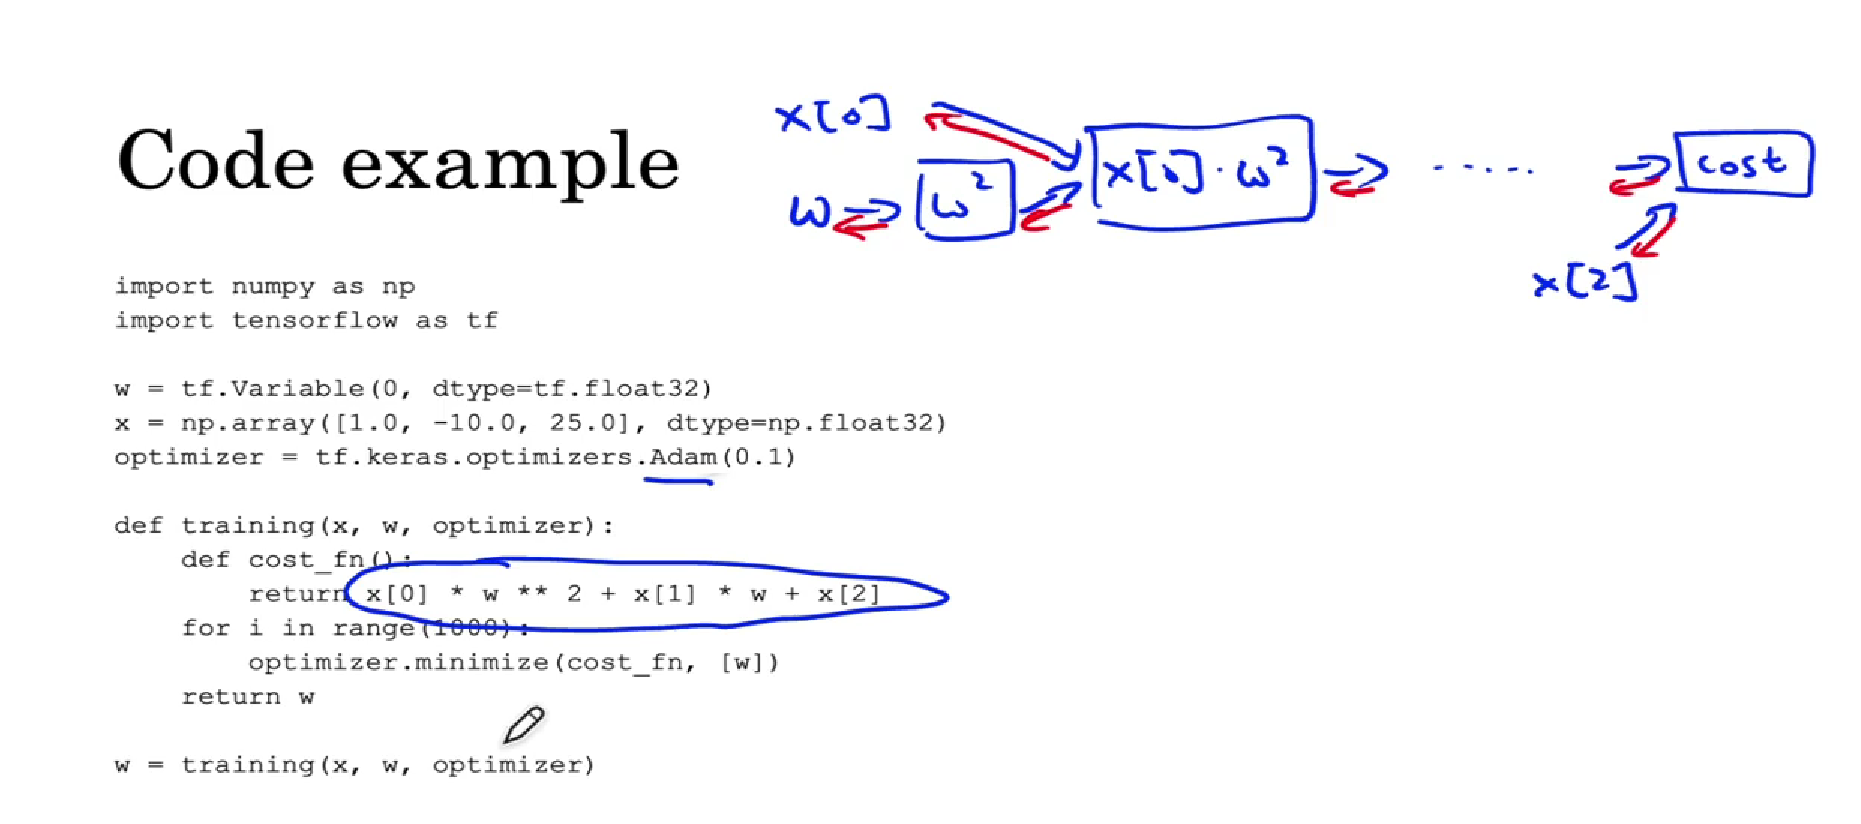 Code example
x[0]
w
w²
x[0]·w²
.....
cost
x[2]
import numpy as np
import tensorflow as tf
w = tf.Variable(0, dtype=tf.float32)
x = np.array([1.0, -10.0, 25.0], dtype=np.float32)
optimizer = tf.keras.optimizers.Adam(0.1)
def training(x, w, optimizer):
    def cost_fn():
        return x[0] * w ** 2 + x[1] * w + x[2]
    for i in range(1000):
        optimizer.minimize(cost_fn, [w])
    return w
w = training(x, w, optimizer)